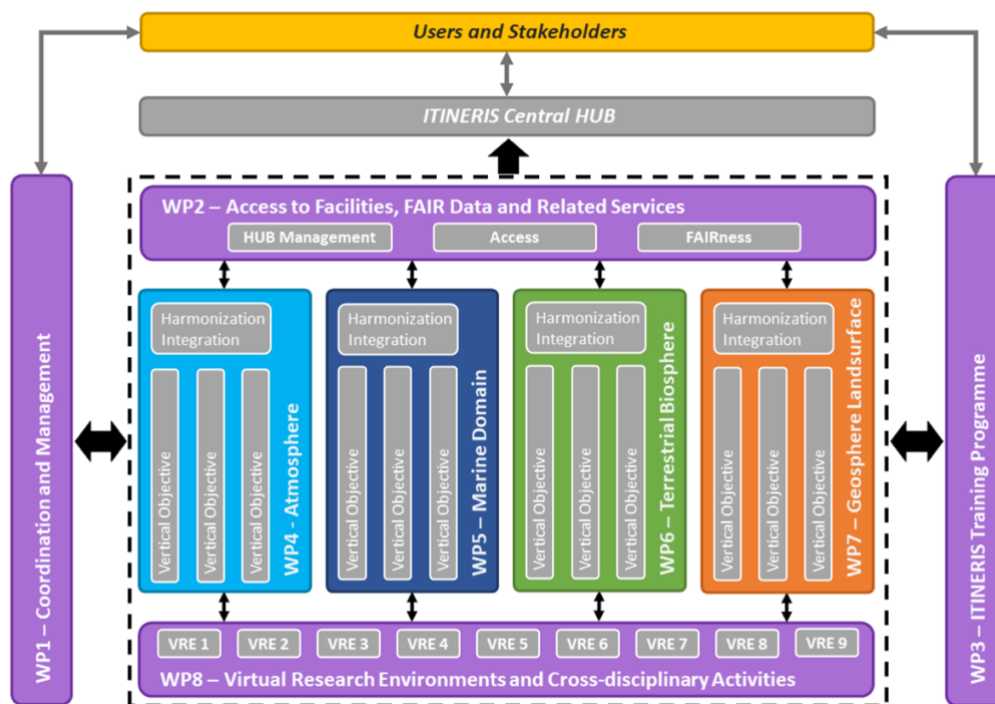 Users and Stakeholders
ITINERIS Central HUB
WP1 – Coordination and Management
WP2 – Access to Facilities, FAIR Data and Related Services
HUB Management
Access
FAIRness
Harmonization
Integration
Vertical Objective
Vertical Objective
Vertical Objective
WP4 - Atmosphere
Harmonization
Integration
Vertical Objective
Vertical Objective
Vertical Objective
WP5 – Marine Domain
Harmonization
Integration
Vertical Objective
Vertical Objective
Vertical Objective
WP6 – Terrestrial Biosphere
Harmonization
Integration
Vertical Objective
Vertical Objective
Vertical Objective
WP7 – Geosphere Landsurface
VRE 1
VRE 2
VRE 3
VRE 4
VRE 5
VRE 6
VRE 7
VRE 8
VRE 9
WP8 – Virtual Research Environments and Cross-disciplinary Activities
WP3 – ITINERIS Training Programme